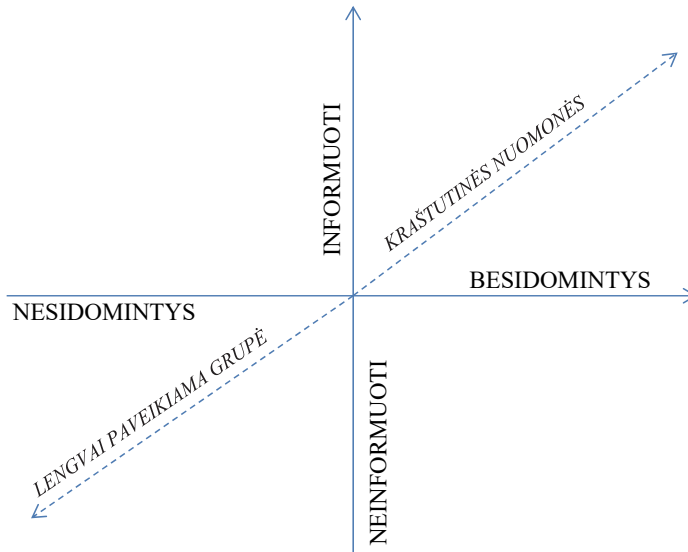 INFORMUOTI
KRAŠTUTINĖS NUOMONĖS
BESIDOMINTYS
NESIDOMINTYS
LENGVAI PAVEIKIAMA GRUPĖ
NEINFORMUOTI